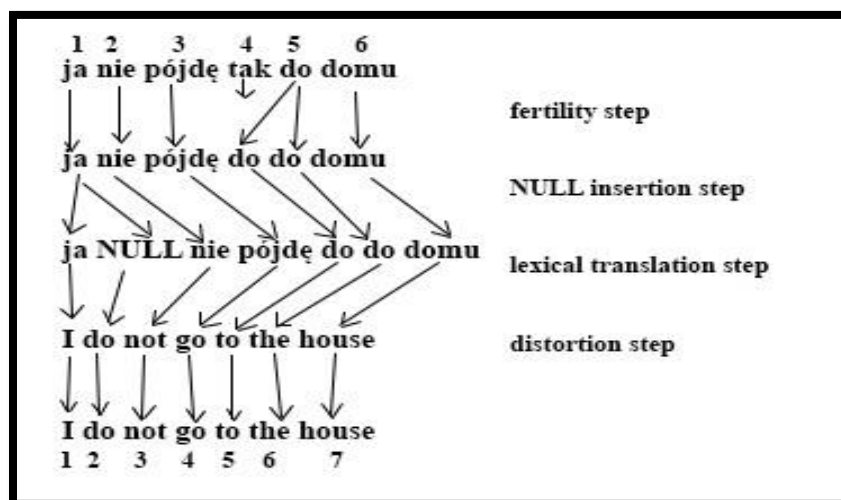 1 2 3 4 5 6
ja nie pójdę tak do domu
fertility step
ja nie pójdę do do domu
NULL insertion step
ja NULL nie pójdę do do domu
lexical translation step
I do not go to the house
distortion step
I do not go to the house
1 2 3 4 5 6 7